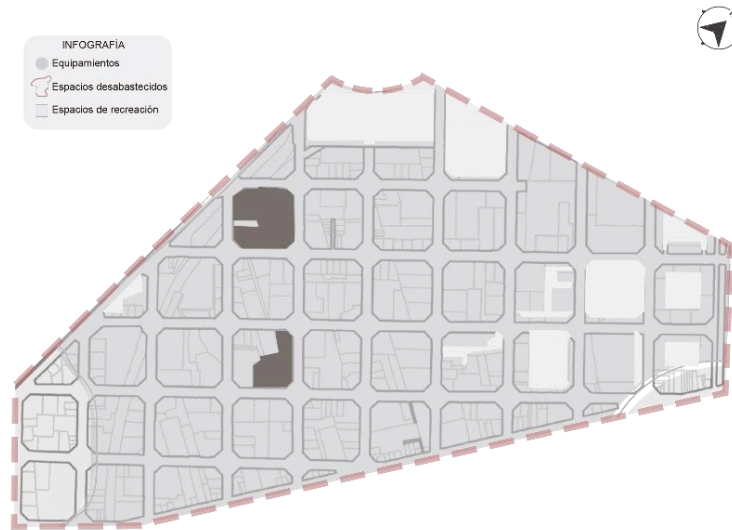 INFOGRAFÍA
Equipamientos
Espacios desabastecidos
Espacios de recreación